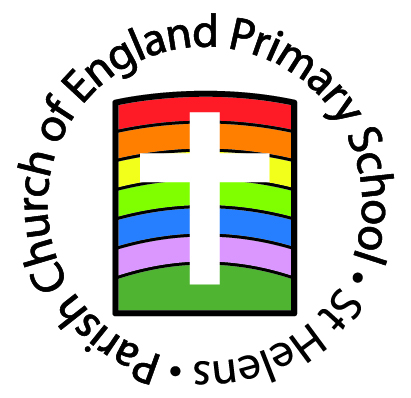 Parish Church of England Primary School • St Helens •